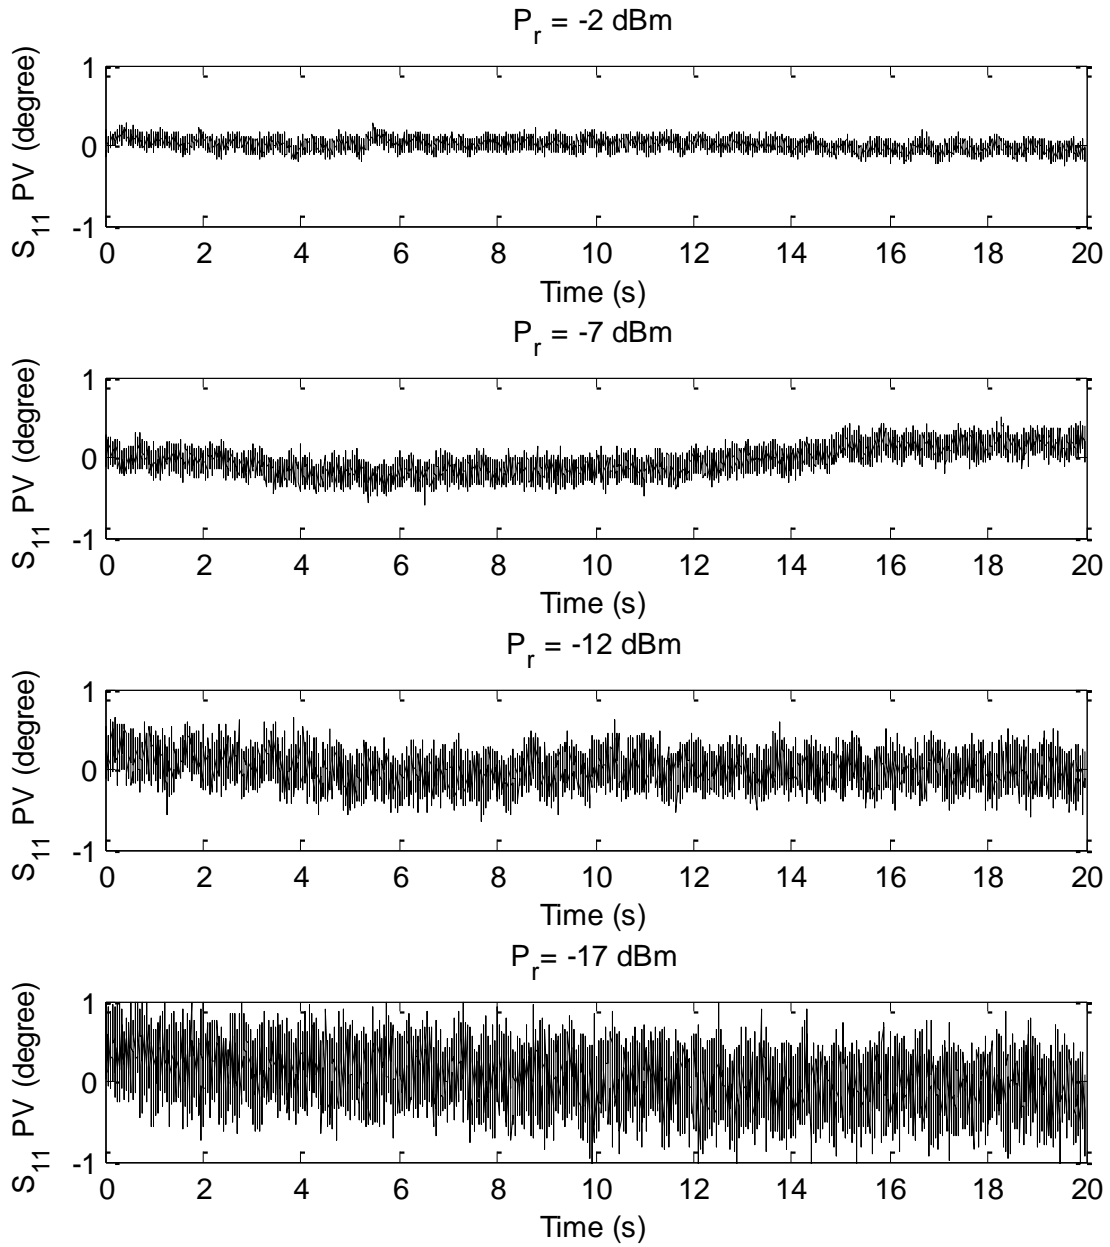 P_r = -2 dBm
1
0
-1
S_11 PV (degree)
0 2 4 6 8 10 12 14 16 18 20
Time (s)
P_r = -7 dBm
1
0
-1
S_11 PV (degree)
0 2 4 6 8 10 12 14 16 18 20
Time (s)
P_r = -12 dBm
1
0
-1
S_11 PV (degree)
0 2 4 6 8 10 12 14 16 18 20
Time (s)
P_r= -17 dBm
1
0
-1
S_11 PV (degree)
0 2 4 6 8 10 12 14 16 18 20
Time (s)